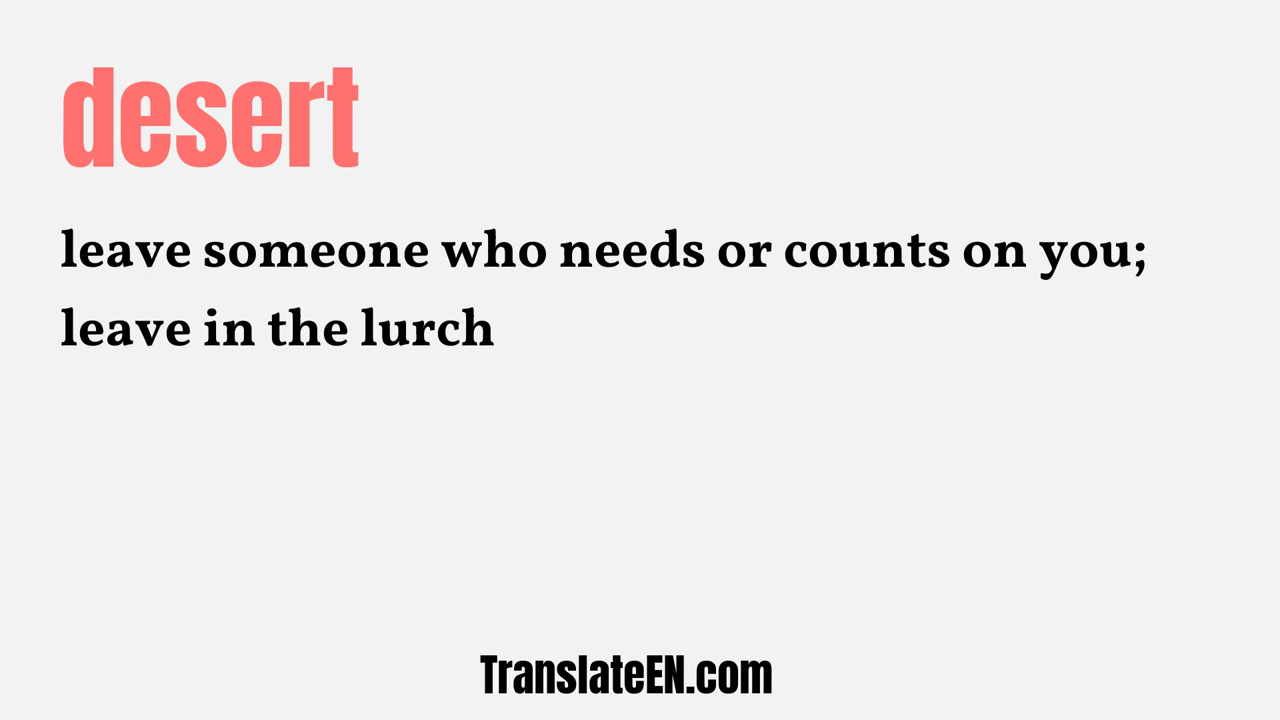 desert
leave someone who needs or counts on you;
leave in the lurch
TranslateEN.com